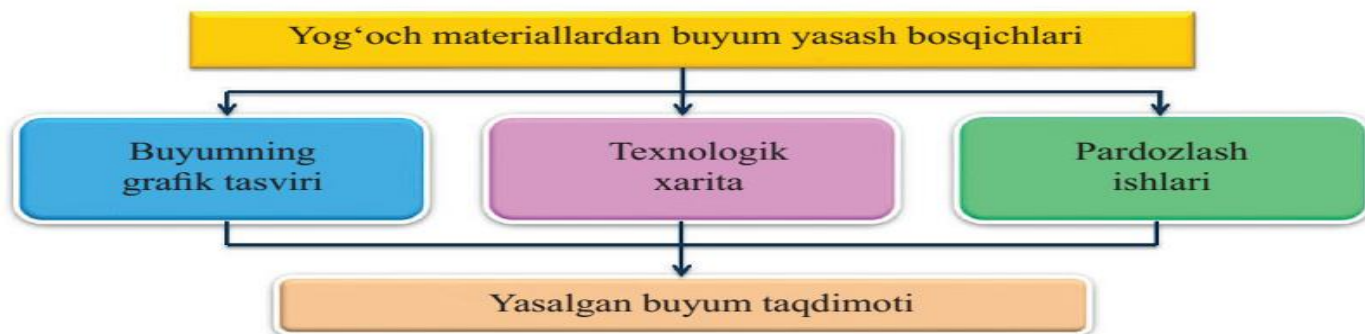 Yog‘och materiallardan buyum yasash bosqichlari
Buyumning
grafik tasviri
Texnologik
xarita
Pardozlash
ishlari
Yasalgan buyum taqdimoti